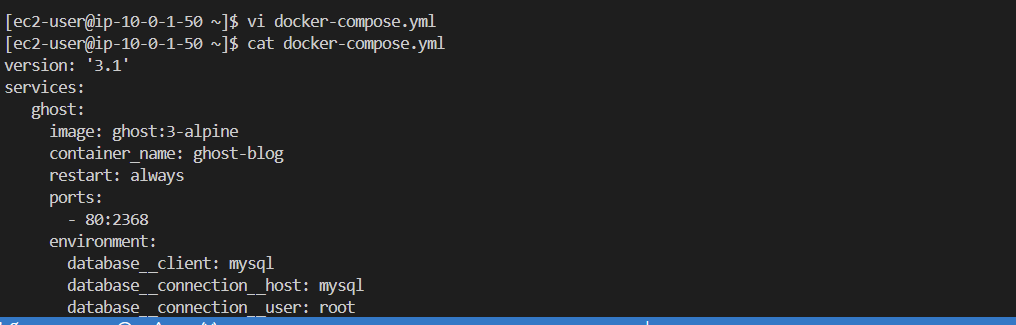 [ec2-user@ip-10-0-1-50 ~]$ vi docker-compose.yml
[ec2-user@ip-10-0-1-50 ~]$ cat docker-compose.yml
version: '3.1'
services:
   ghost:
     image: ghost:3-alpine
     container_name: ghost-blog
     restart: always
     ports:
       - 80:2368
     environment:
       database__client: mysql
       database__connection__host: mysql
       database__connection__user: root